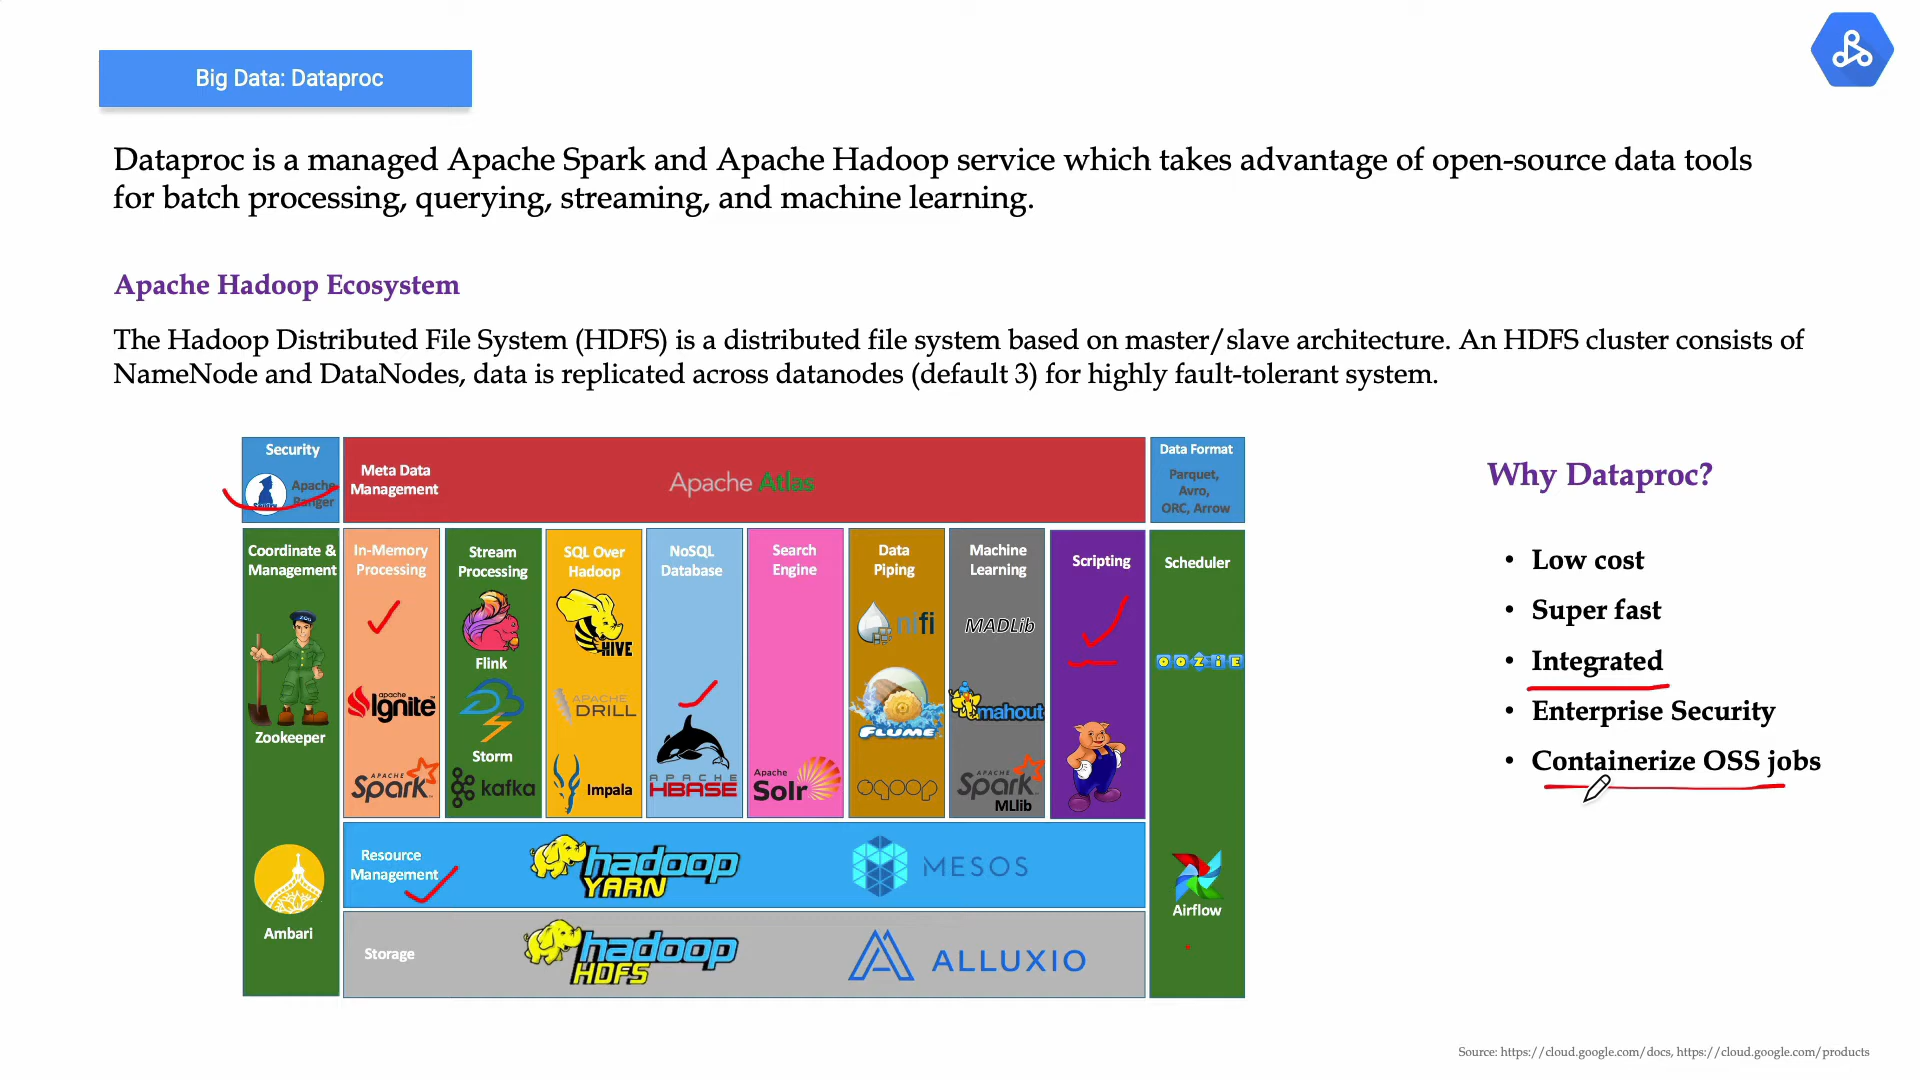 Big Data: Dataproc
Dataproc is a managed Apache Spark and Apache Hadoop service which takes advantage of open-source data tools
for batch processing, querying, streaming, and machine learning.
Apache Hadoop Ecosystem
The Hadoop Distributed File System (HDFS) is a distributed file system based on master/slave architecture. An HDFS cluster consists of
NameNode and DataNodes, data is replicated across datanodes (default 3) for highly fault-tolerant system.
Security
Apache
Ranger
Meta Data
Management
Apache Atlas
Data Format
Parquet,
Avro,
ORC, Arrow
Coordinate &
Management
ZOO
Zookeeper
Ambari
In-Memory
Processing
apache
Ignite™
APACHE
Spark™
Stream
Processing
Flink
Storm
kafka
SQL Over
Hadoop
HIVE
APACHE
DRILL
Impala
NoSQL
Database
APACHE
HBASE
Search
Engine
Apache
Solr
Data
Piping
nifi
FLUME
sqoop
Machine
Learning
MADLib
mahout
APACHE
Spark
MLlib
Scripting
Scheduler
OOZIE
Airflow
Resource
Management
hadoop
YARN
MESOS
Storage
hadoop
HDFS
ALLUXIO
Why Dataproc?
• Low cost
• Super fast
• Integrated
• Enterprise Security
• Containerize OSS jobs
Source: https://cloud.google.com/docs, https://cloud.google.com/products